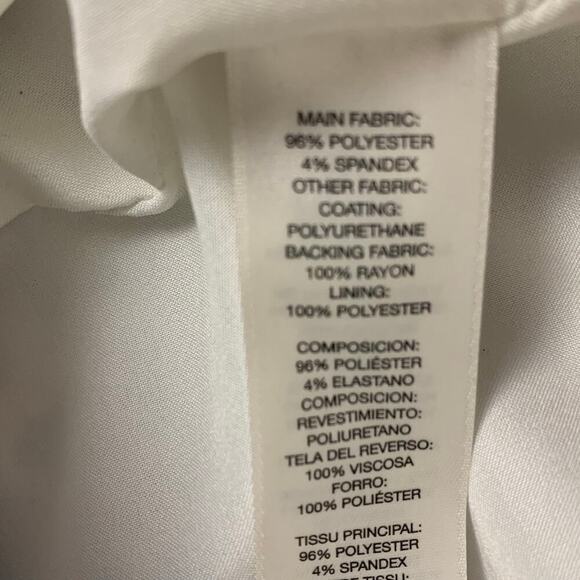 MAIN FABRIC:
96% POLYESTER
4% SPANDEX
OTHER FABRIC:
COATING:
POLYURETHANE
BACKING FABRIC:
100% RAYON
LINING:
100% POLYESTER
COMPOSICION:
96% POLIÉSTER
4% ELASTANO
COMPOSICION:
REVESTIMIENTO:
POLIURETANO
TELA DEL REVERSO:
100% VISCOSA
FORRO:
100% POLIÉSTER
TISSU PRINCIPAL:
96% POLYESTER
4% SPANDEX
TISSU: